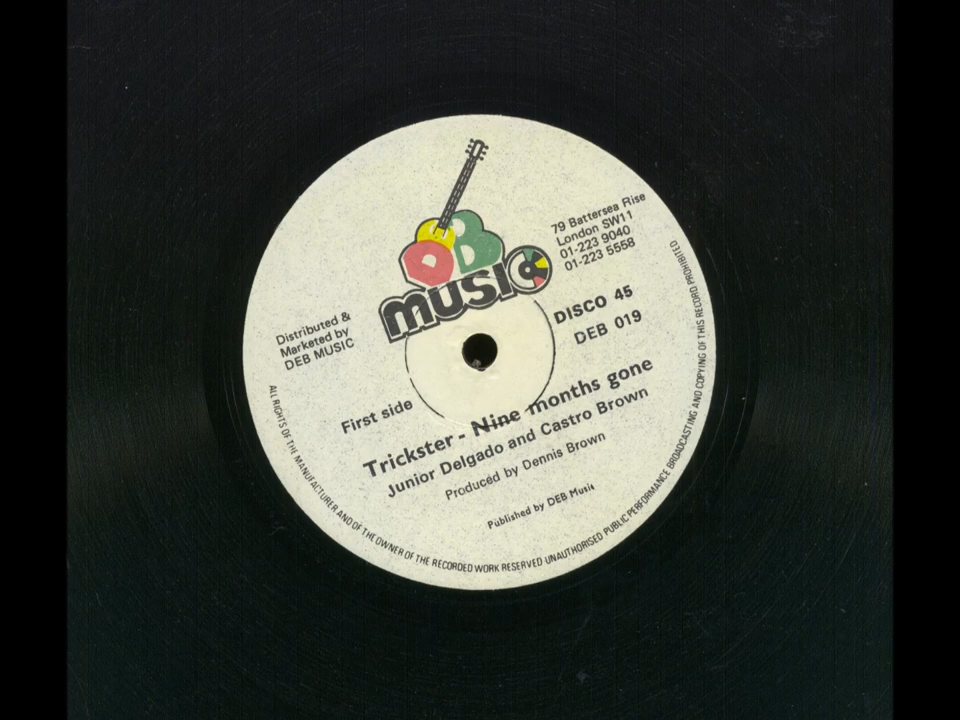 DEB
MUSIC
79 Battersea Rise
London SW11
01-223 9040
01-223 5558
Distributed &
Marketed by
DEB MUSIC
DISCO 45
DEB 019
First side
Trickster - Nine months gone
Junior Delgado and Castro Brown
Produced by Dennis Brown
Published by DEB Music
ALL RIGHTS OF THE MANUFACTURER AND OF THE OWNER OF THE RECORDED WORK RESERVED UNAUTHORISED PUBLIC PERFORMANCE BROADCASTING AND COPYING OF THIS RECORD PROHIBITED